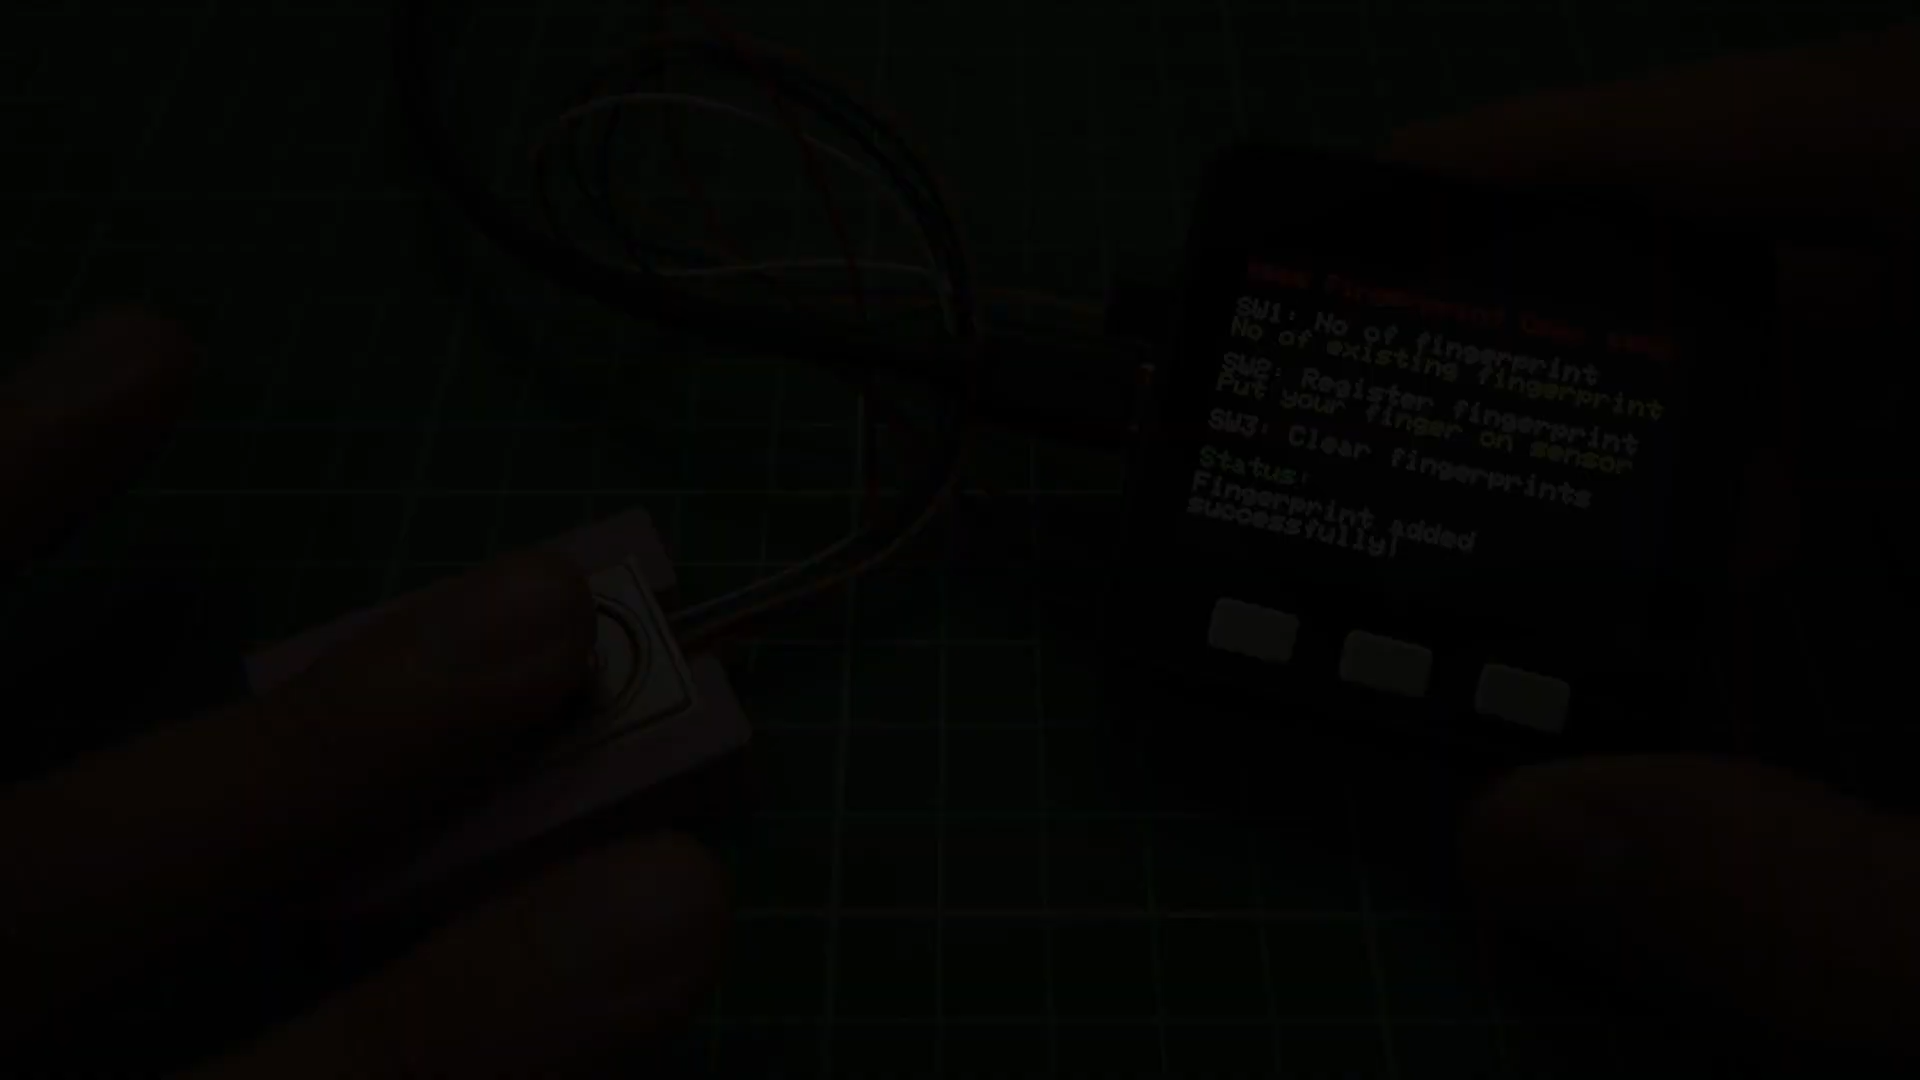 Fingerprint
SW1: No of fingerprint
No of existing fingerprint
SW2: Register fingerprint
Put your finger on sensor
SW3: Clear fingerprints
Status:
Fingerprint added
successfully